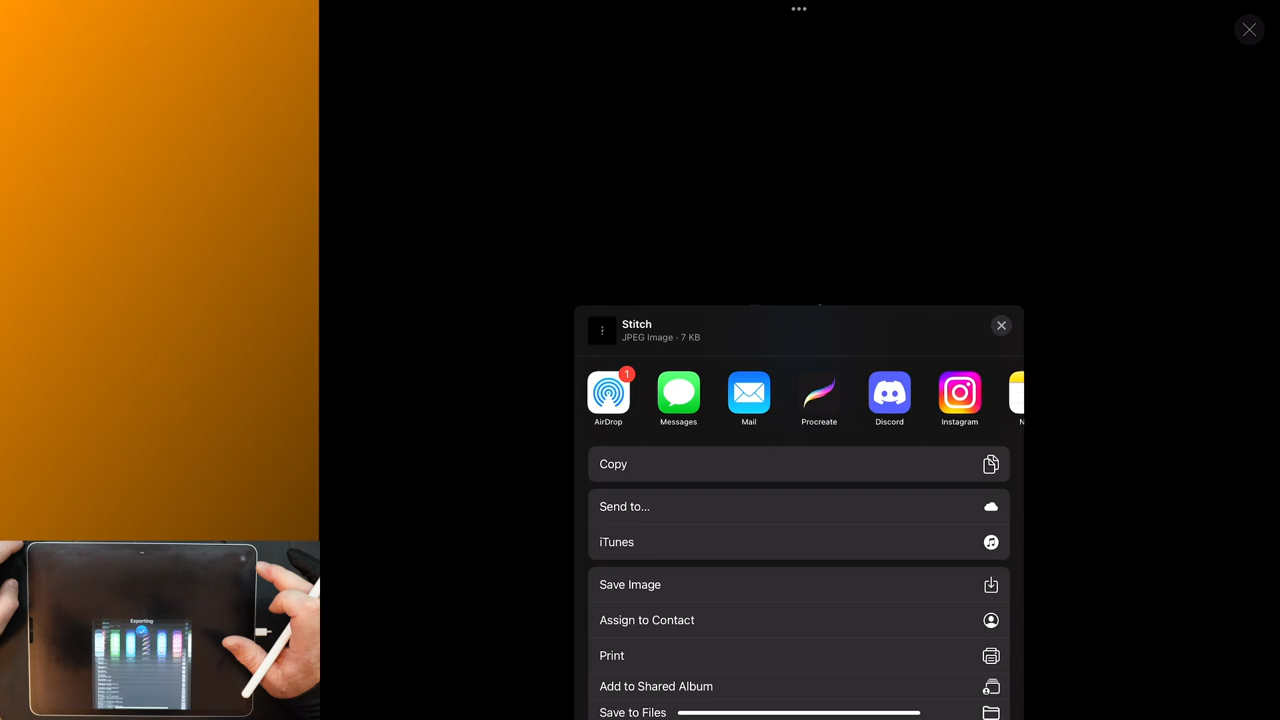 Stitch
JPEG Image · 7 KB
1
AirDrop
Messages
Mail
Procreate
Discord
Instagram
N
Copy
Send to...
iTunes
Save Image
Assign to Contact
Print
Add to Shared Album
Save to Files
Exporting